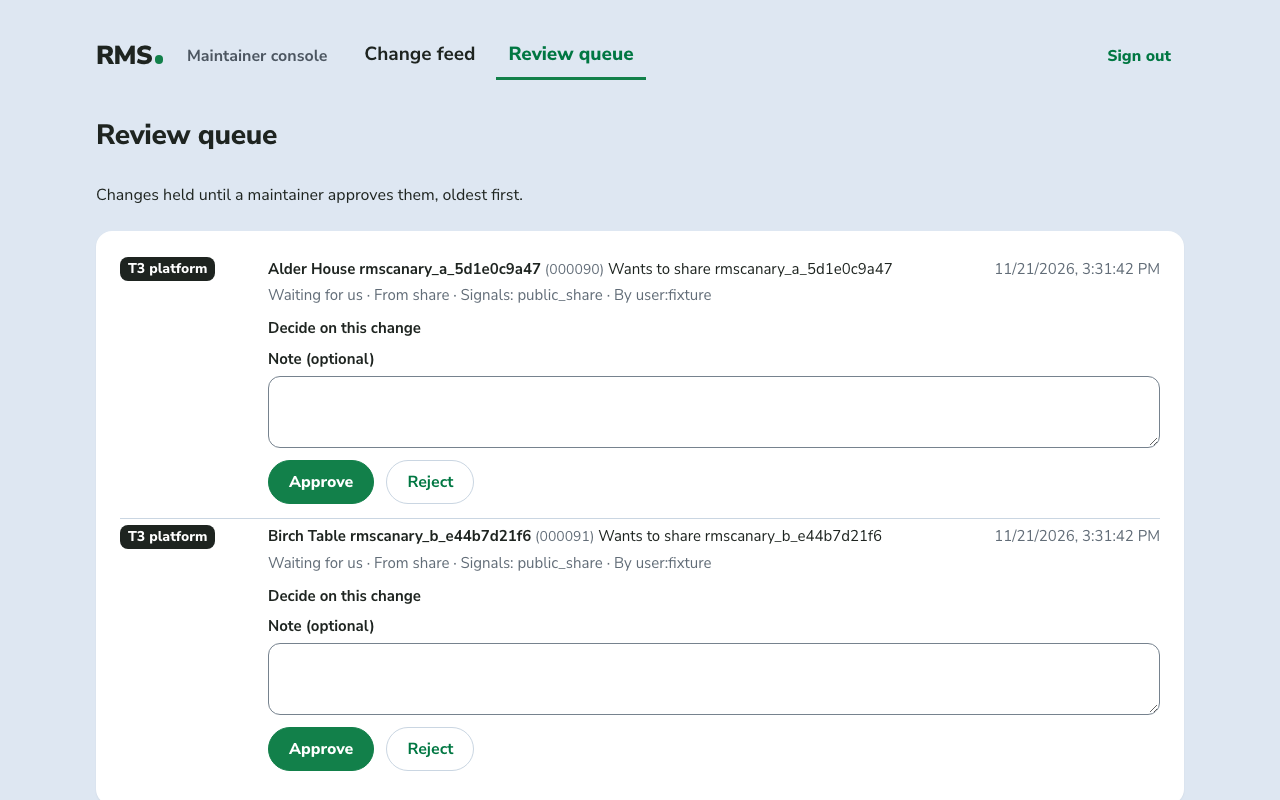 RMS. Maintainer console Change feed Review queue Sign out
Review queue
Changes held until a maintainer approves them, oldest first.
T3 platform Alder House rmscanary_a_5d1e0c9a47 (000090) Wants to share rmscanary_a_5d1e0c9a47 11/21/2026, 3:31:42 PM
Waiting for us · From share · Signals: public_share · By user:fixture
Decide on this change
Note (optional)
Approve Reject
T3 platform Birch Table rmscanary_b_e44b7d21f6 (000091) Wants to share rmscanary_b_e44b7d21f6 11/21/2026, 3:31:42 PM
Waiting for us · From share · Signals: public_share · By user:fixture
Decide on this change
Note (optional)
Approve Reject